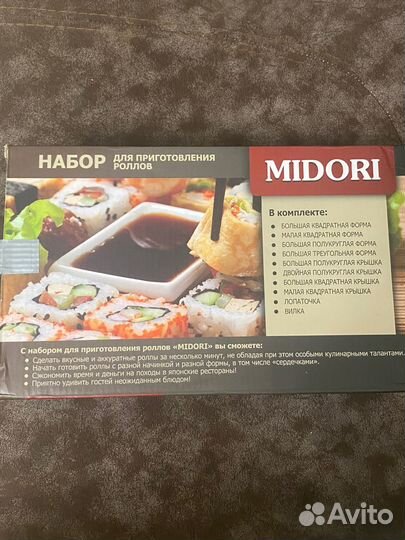 НАБОР ДЛЯ ПРИГОТОВЛЕНИЯ
РОЛЛОВ
MIDORI
В комплекте:
БОЛЬШАЯ КВАДРАТНАЯ ФОРМА
МАЛАЯ КВАДРАТНАЯ ФОРМА
БОЛЬШАЯ ПОЛУКРУГЛАЯ ФОРМА
БОЛЬШАЯ ТРЕУГОЛЬНАЯ ФОРМА
БОЛЬШАЯ ПОЛУКРУГЛАЯ КРЫШКА
ДВОЙНАЯ ПОЛУКРУГЛАЯ КРЫШКА
БОЛЬШАЯ КВАДРАТНАЯ КРЫШКА
МАЛАЯ КВАДРАТНАЯ КРЫШКА
ЛОПАТОЧКА
ВИЛКА
С набором для приготовления роллов «MIDORI» вы сможете:
Сделать вкусные и аккуратные роллы за несколько минут, не обладая при этом особыми кулинарными талантами.
Начать готовить роллы с разной начинкой и разной формы, в том числе «сердечками».
Сэкономить время и деньги на походы в японские рестораны!
Приятно удивить гостей неожиданным блюдом!
Avito